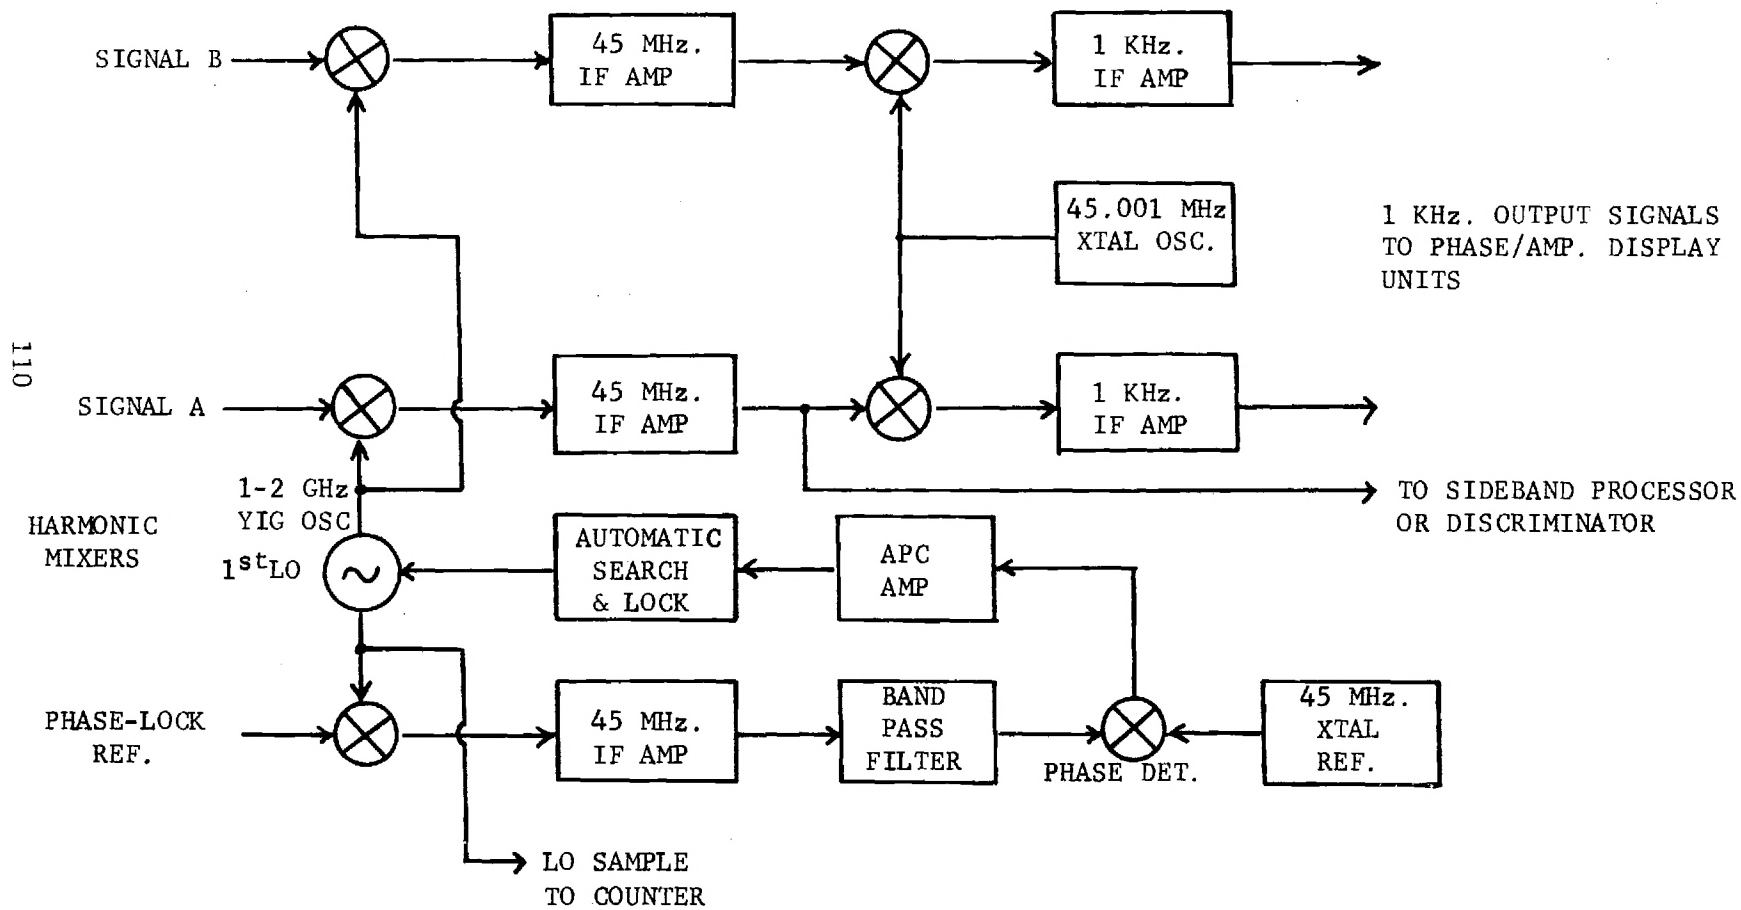 SIGNAL B
45 MHz.
IF AMP
1 KHz.
IF AMP
45.001 MHz
XTAL OSC.
1 KHz. OUTPUT SIGNALS
TO PHASE/AMP. DISPLAY
UNITS
110
SIGNAL A
45 MHz.
IF AMP
1 KHz.
IF AMP
1-2 GHz
YIG OSC
1st LO
HARMONIC
MIXERS
TO SIDEBAND PROCESSOR
OR DISCRIMINATOR
AUTOMATIC
SEARCH
& LOCK
APC
AMP
PHASE-LOCK
REF.
45 MHz.
IF AMP
BAND
PASS
FILTER
PHASE DET.
45 MHz.
XTAL
REF.
LO SAMPLE
TO COUNTER